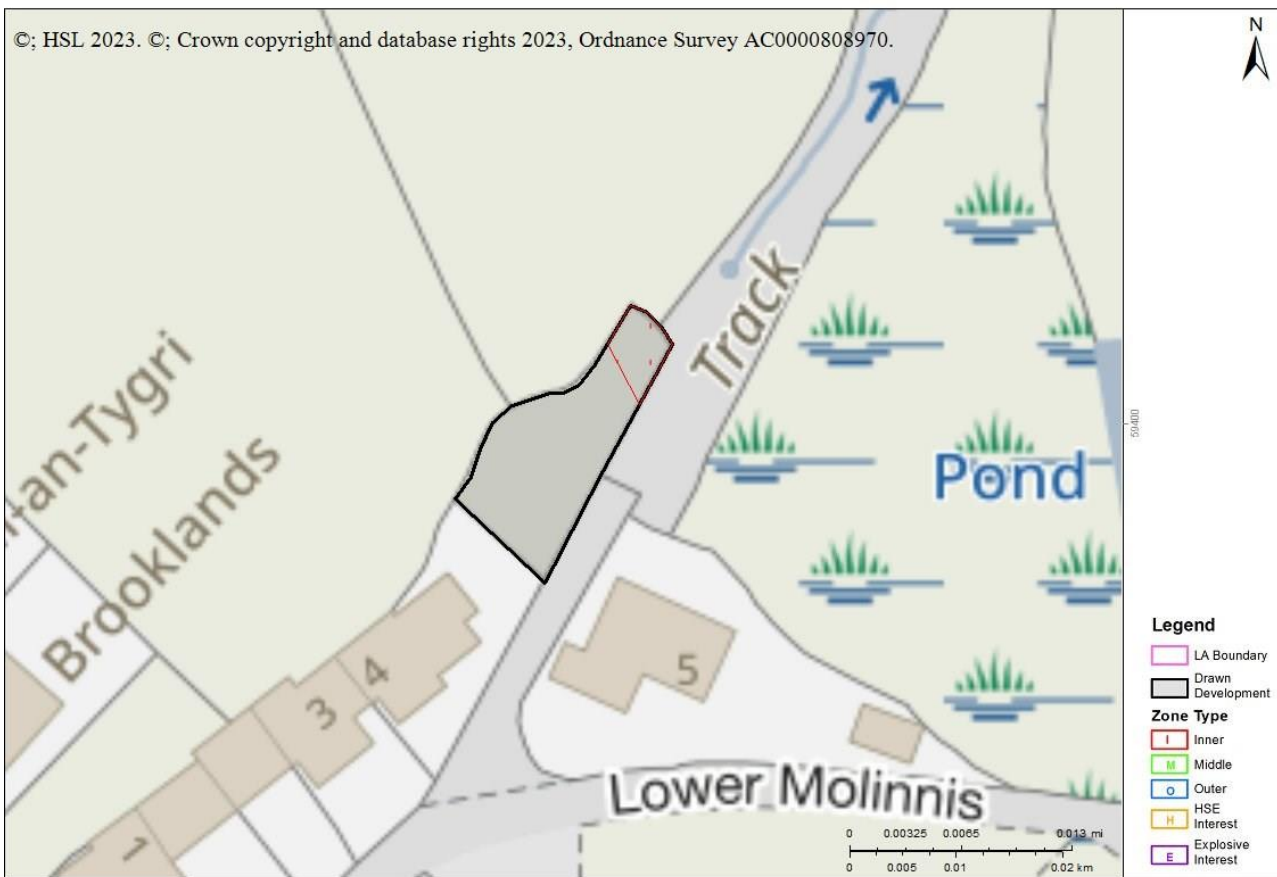 ©; HSL 2023. ©; Crown copyright and database rights 2023, Ordnance Survey AC0000808970.
N
Track
-an-Tygri
Brooklands
59400
Pond
5
4
3
1
Lower Molinnis
0 0.00325 0.0065 0.013 mi
0 0.005 0.01 0.02 km
Legend
LA Boundary
Drawn
Development
Zone Type
I Inner
M Middle
O Outer
H HSE
Interest
E Explosive
Interest